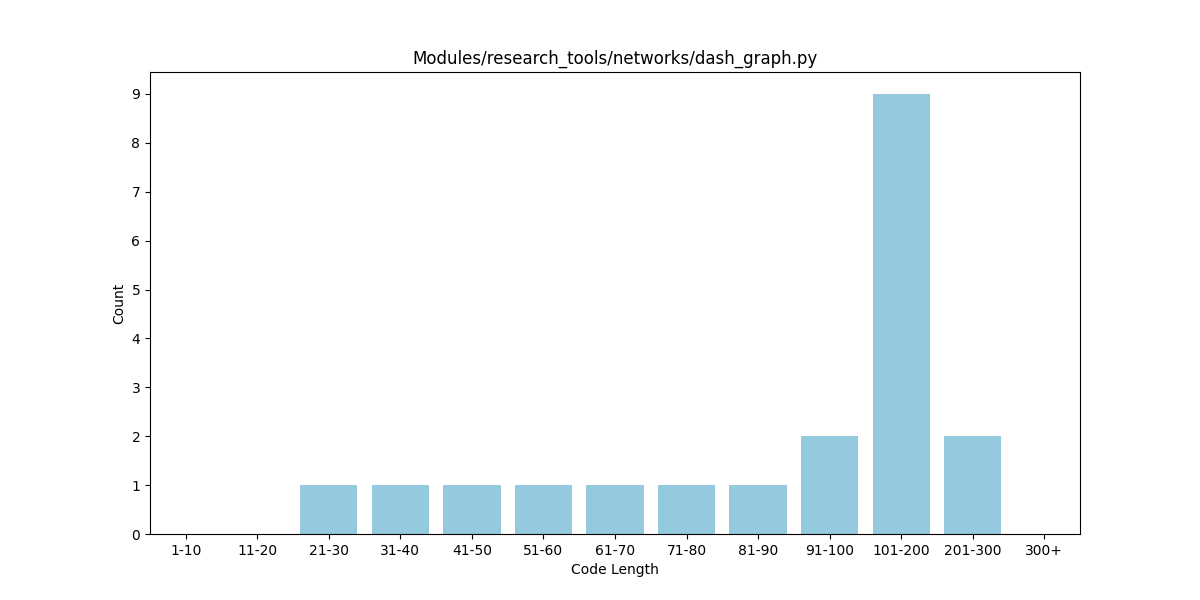 Modules/research_tools/networks/dash_graph.py
9
8
7
6
5
4
3
2
1
0
Count
1-10 11-20 21-30 31-40 41-50 51-60 61-70 71-80 81-90 91-100 101-200 201-300 300+
Code Length